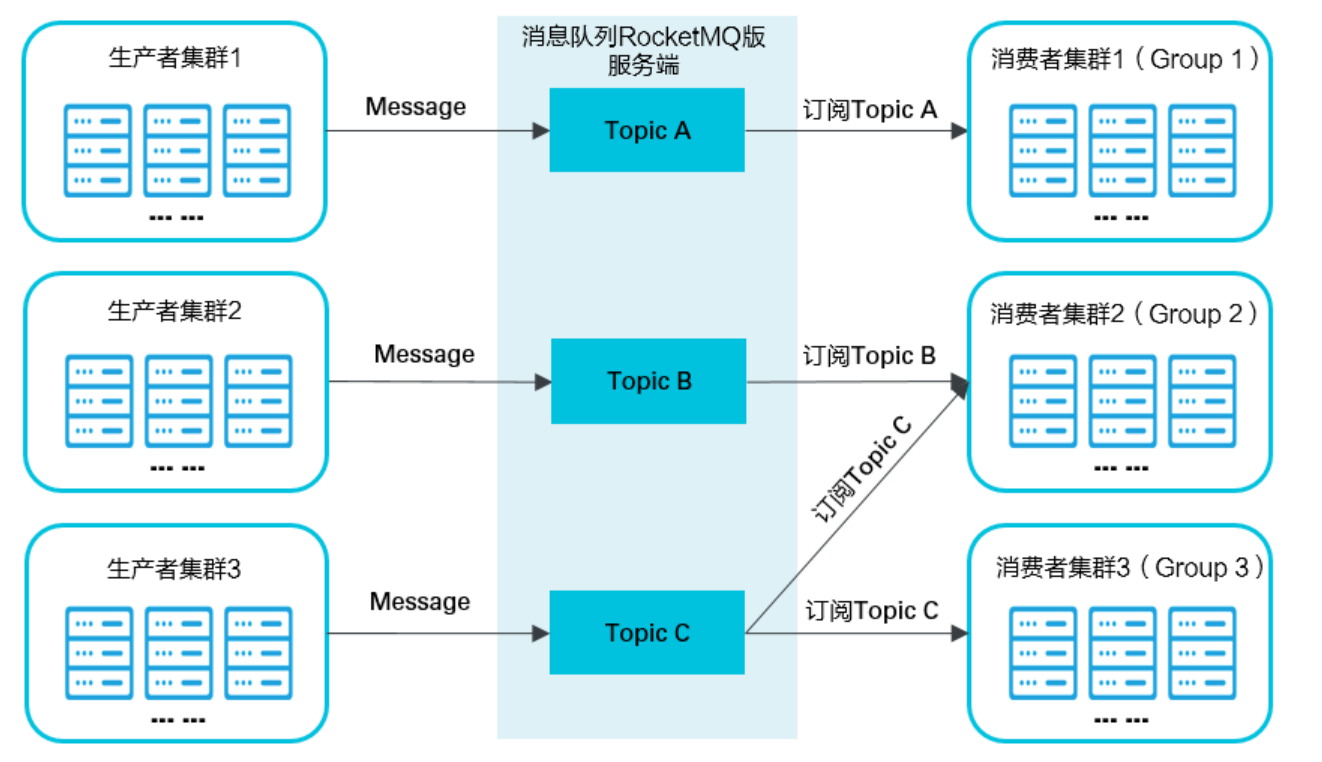 生产者集群1
消息队列RocketMQ版
服务端
消费者集群1（Group 1）
Message
Topic A
订阅Topic A
... ...
... ...
生产者集群2
消费者集群2（Group 2）
Message
Topic B
订阅Topic B
订阅Topic C
... ...
... ...
生产者集群3
消费者集群3（Group 3）
Message
Topic C
订阅Topic C
... ...
... ...